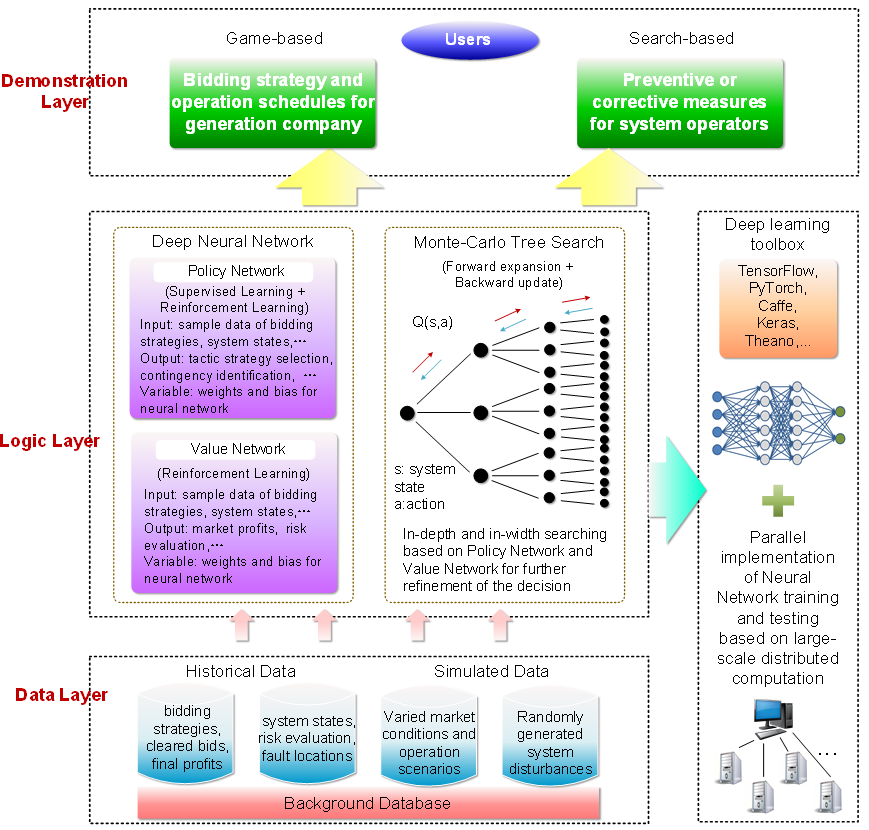 Game-based
Users
Search-based
Demonstration
Layer
Bidding strategy and
operation schedules for
generation company
Preventive or
corrective measures
for system operators
Logic Layer
Deep Neural Network
Policy Network
(Supervised Learning +
Reinforcement Learning)
Input: sample data of bidding
strategies, system states,…
Output: tactic strategy selection,
contingency identification, …
Variable: weights and bias for
neural network
Value Network
(Reinforcement Learning)
Input: sample data of bidding
strategies, system states,…
Output: market profits, risk
evaluation,…
Variable: weights and bias for
neural network
Monte-Carlo Tree Search
(Forward expansion +
Backward update)
Q(s,a)
s: system
state
a:action
In-depth and in-width searching
based on Policy Network and
Value Network for further
refinement of the decision
Deep learning
toolbox
TensorFlow,
PyTorch,
Caffe,
Keras,
Theano,...
Parallel
implementation
of Neural
Network training
and testing
based on large-
scale distributed
computation
...
Data Layer
Historical Data
Simulated Data
bidding
strategies,
cleared bids,
final profits
system states,
risk evaluation,
fault locations
Varied market
conditions and
operation
scenarios
Randomly
generated
system
disturbances
Background Database